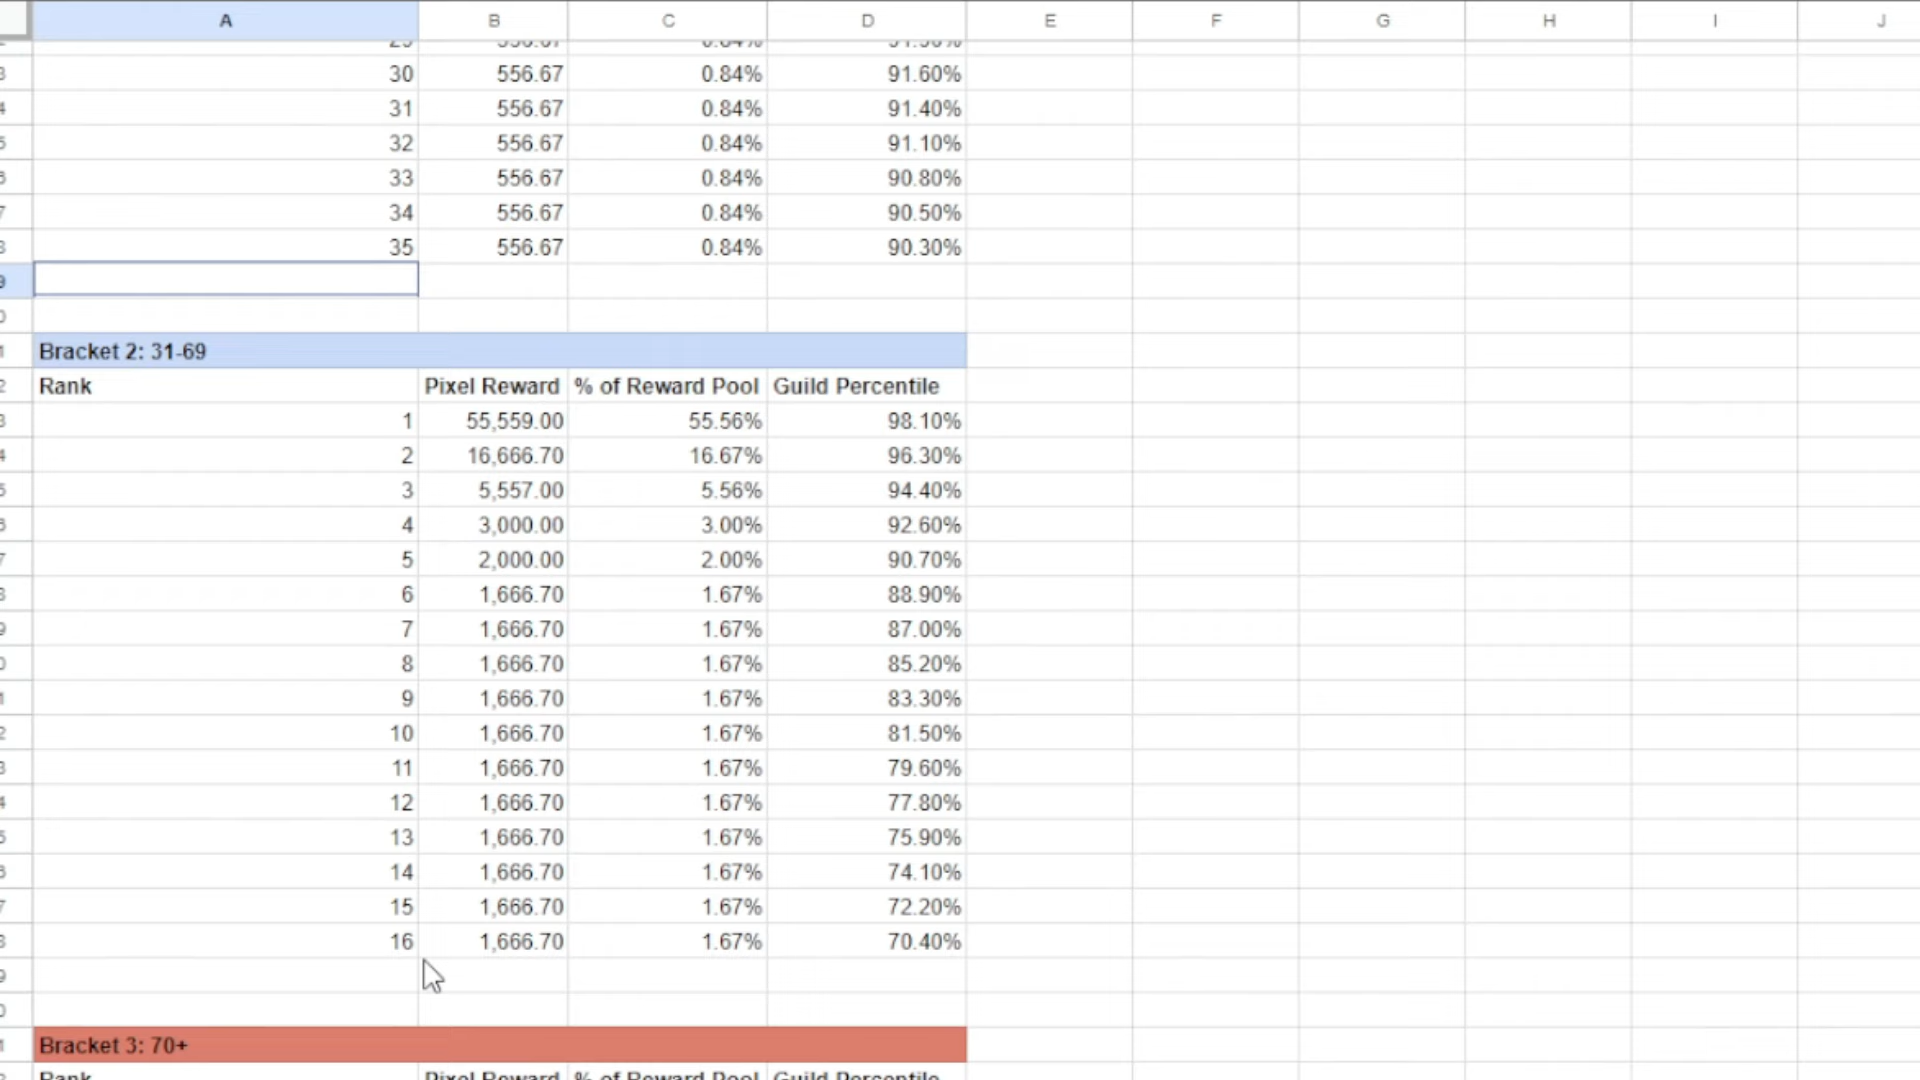 A B C D E F G H I J
30 556.67 0.84% 91.60%
31 556.67 0.84% 91.40%
32 556.67 0.84% 91.10%
33 556.67 0.84% 90.80%
34 556.67 0.84% 90.50%
35 556.67 0.84% 90.30%
Bracket 2: 31-69
Rank Pixel Reward % of Reward Pool Guild Percentile
1 55,559.00 55.56% 98.10%
2 16,666.70 16.67% 96.30%
3 5,557.00 5.56% 94.40%
4 3,000.00 3.00% 92.60%
5 2,000.00 2.00% 90.70%
6 1,666.70 1.67% 88.90%
7 1,666.70 1.67% 87.00%
8 1,666.70 1.67% 85.20%
9 1,666.70 1.67% 83.30%
10 1,666.70 1.67% 81.50%
11 1,666.70 1.67% 79.60%
12 1,666.70 1.67% 77.80%
13 1,666.70 1.67% 75.90%
14 1,666.70 1.67% 74.10%
15 1,666.70 1.67% 72.20%
16 1,666.70 1.67% 70.40%
Bracket 3: 70+
Rank Pixel Reward % of Reward Pool Guild Percentile